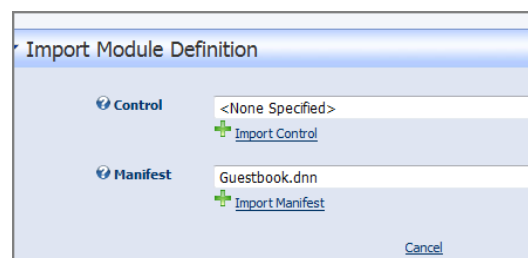 Import Module Definition
Control
<None Specified>
Import Control
Manifest
Guestbook.dnn
Import Manifest
Cancel